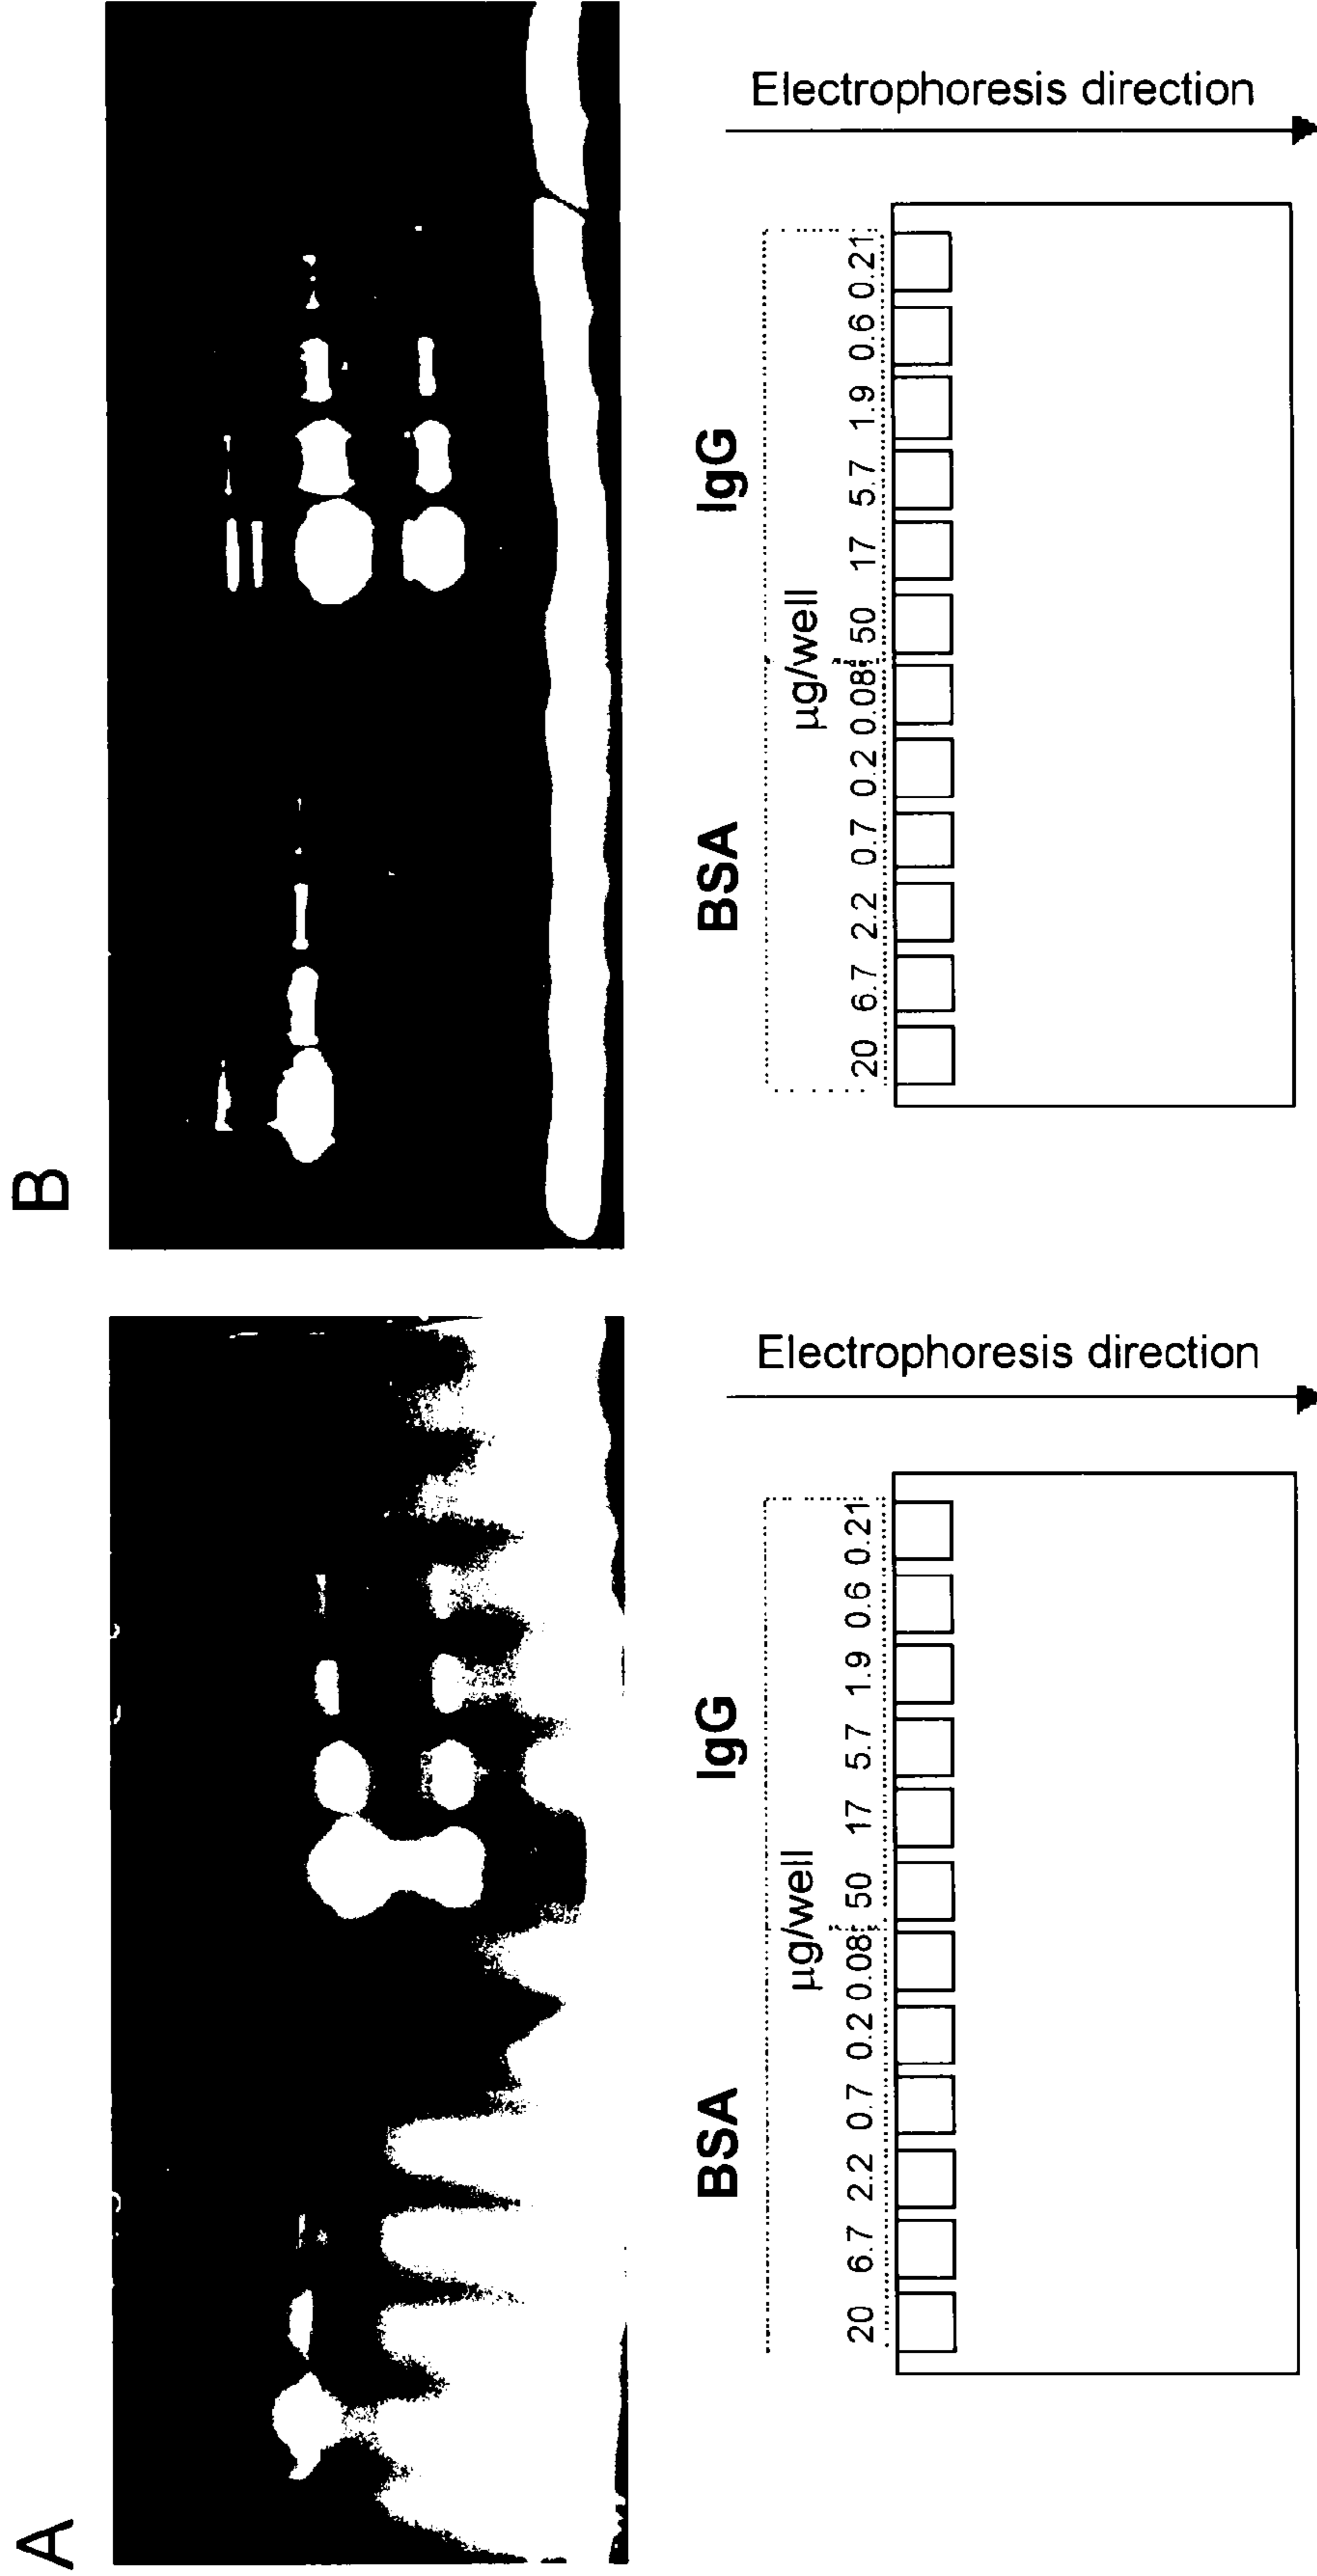 A
BSA
IgG
µg/well
20 6.7 2.2 0.7 0.2 0.08 50 17 5.7 1.9 0.6 0.21
Electrophoresis direction
B
BSA
IgG
µg/well
20 6.7 2.2 0.7 0.2 0.08 50 17 5.7 1.9 0.6 0.21
Electrophoresis direction